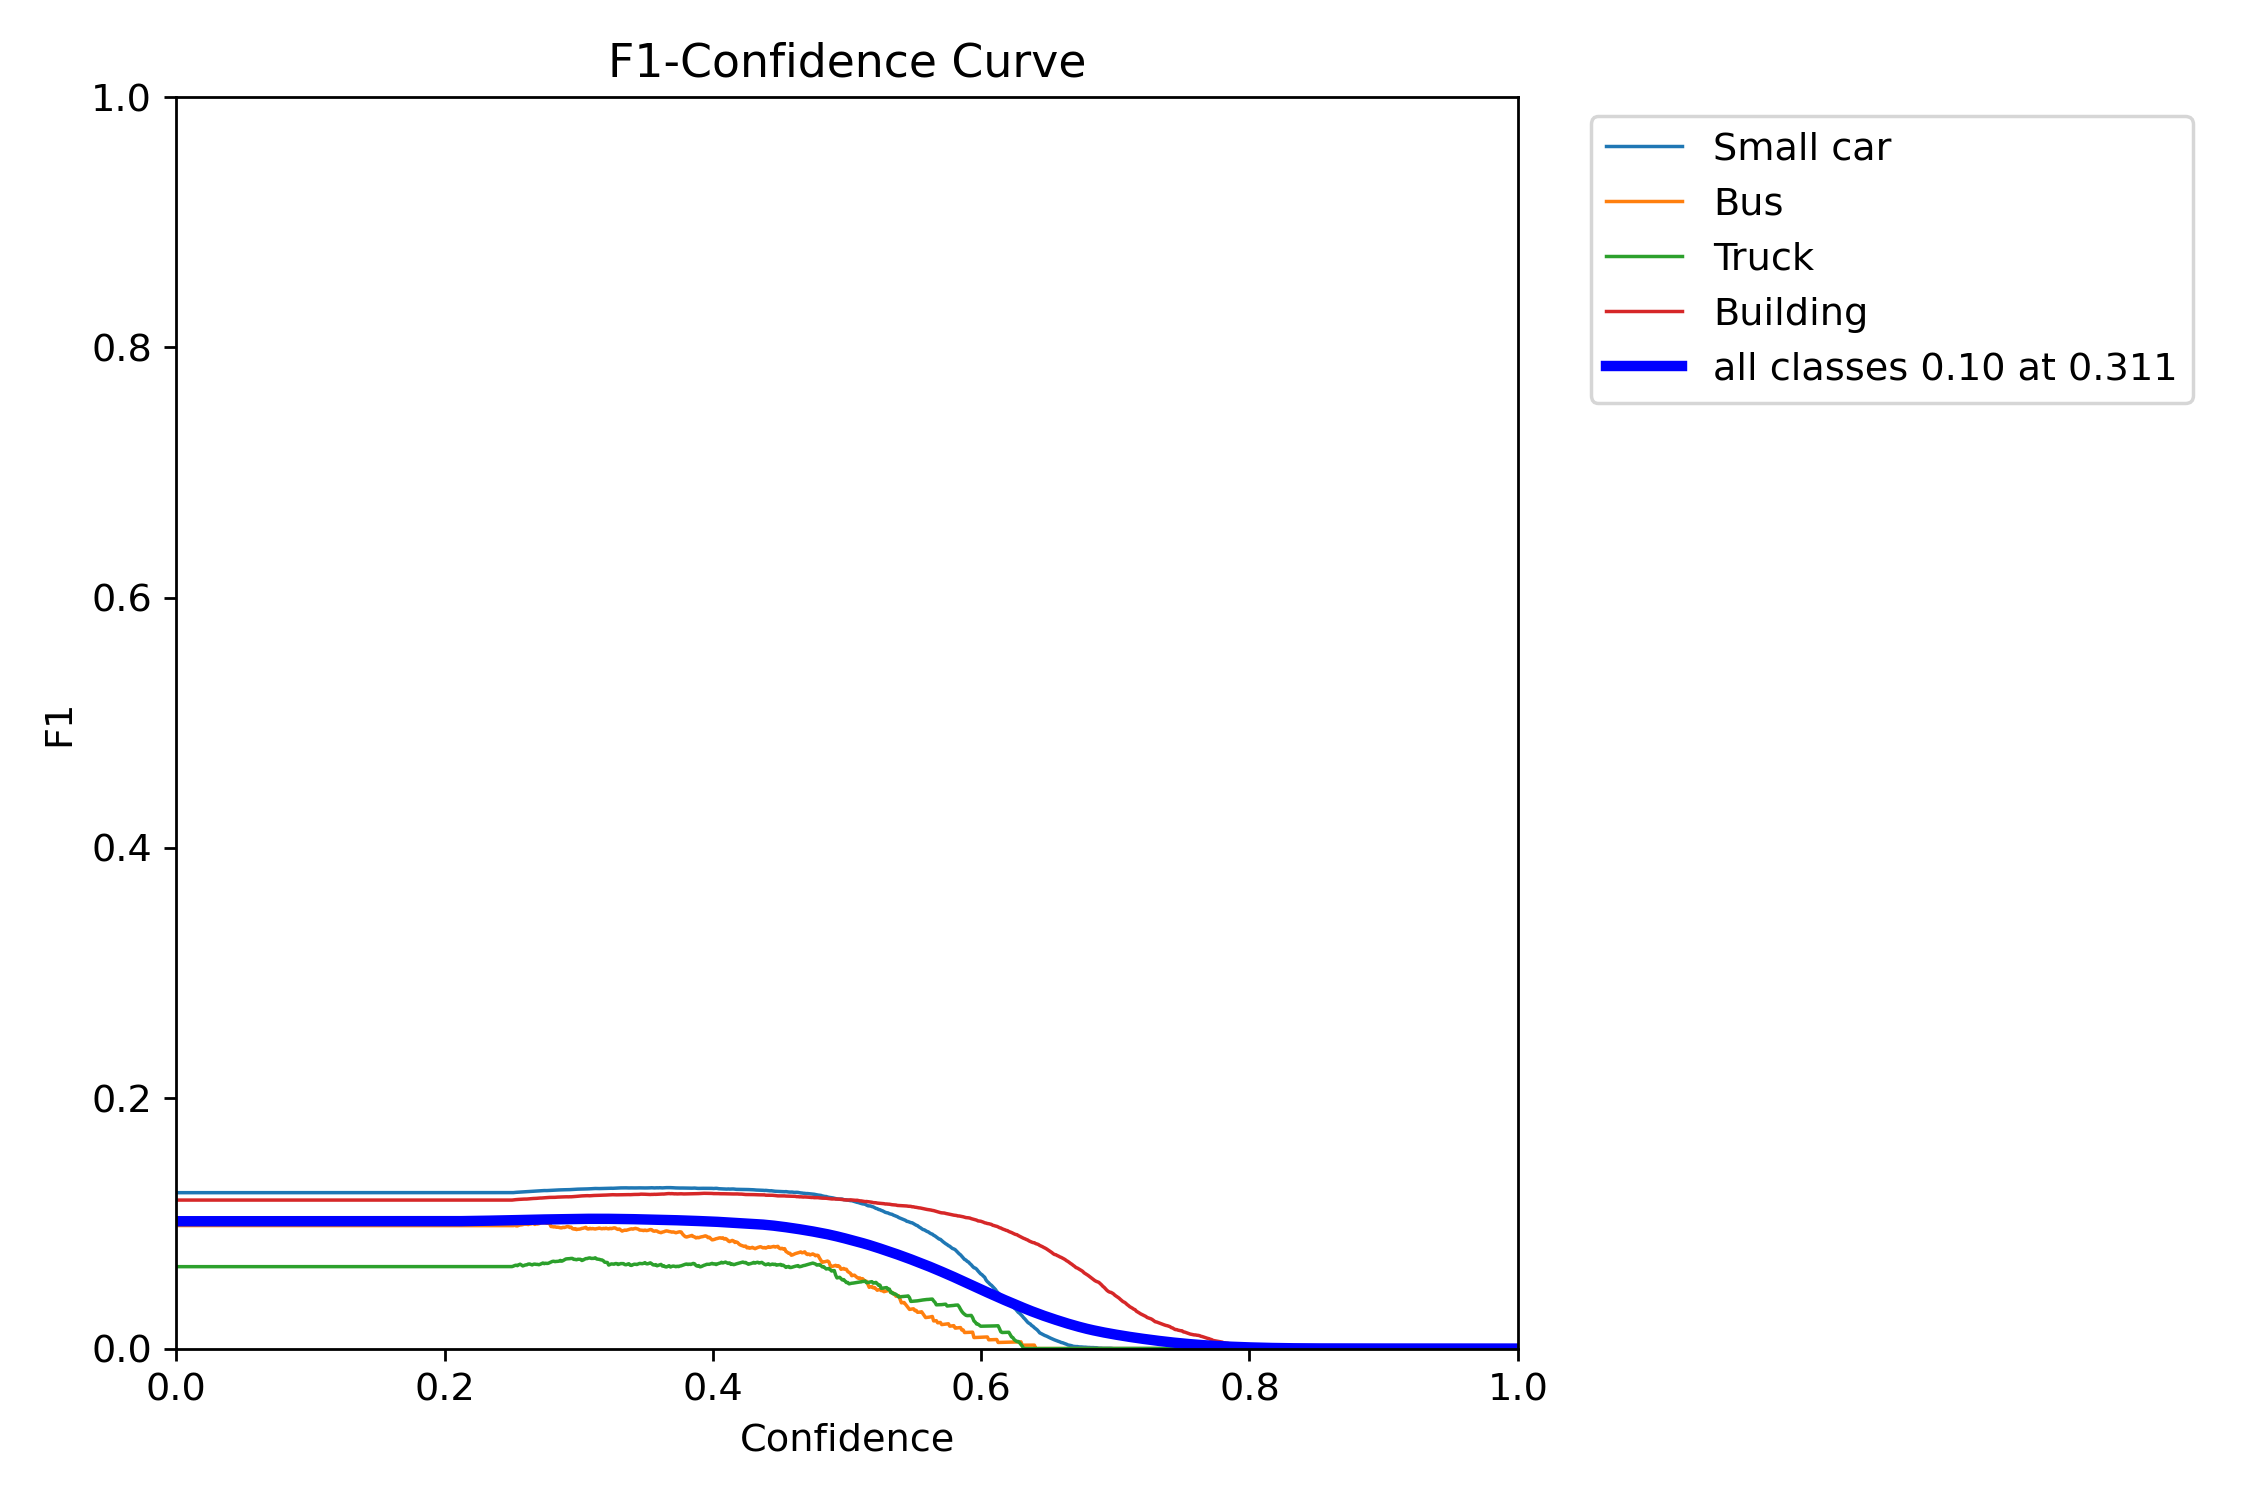 F1-Confidence Curve
1.0
0.8
0.6
0.4
0.2
0.0
F1
0.0 0.2 0.4 0.6 0.8 1.0
Confidence
Small car
Bus
Truck
Building
all classes 0.10 at 0.311